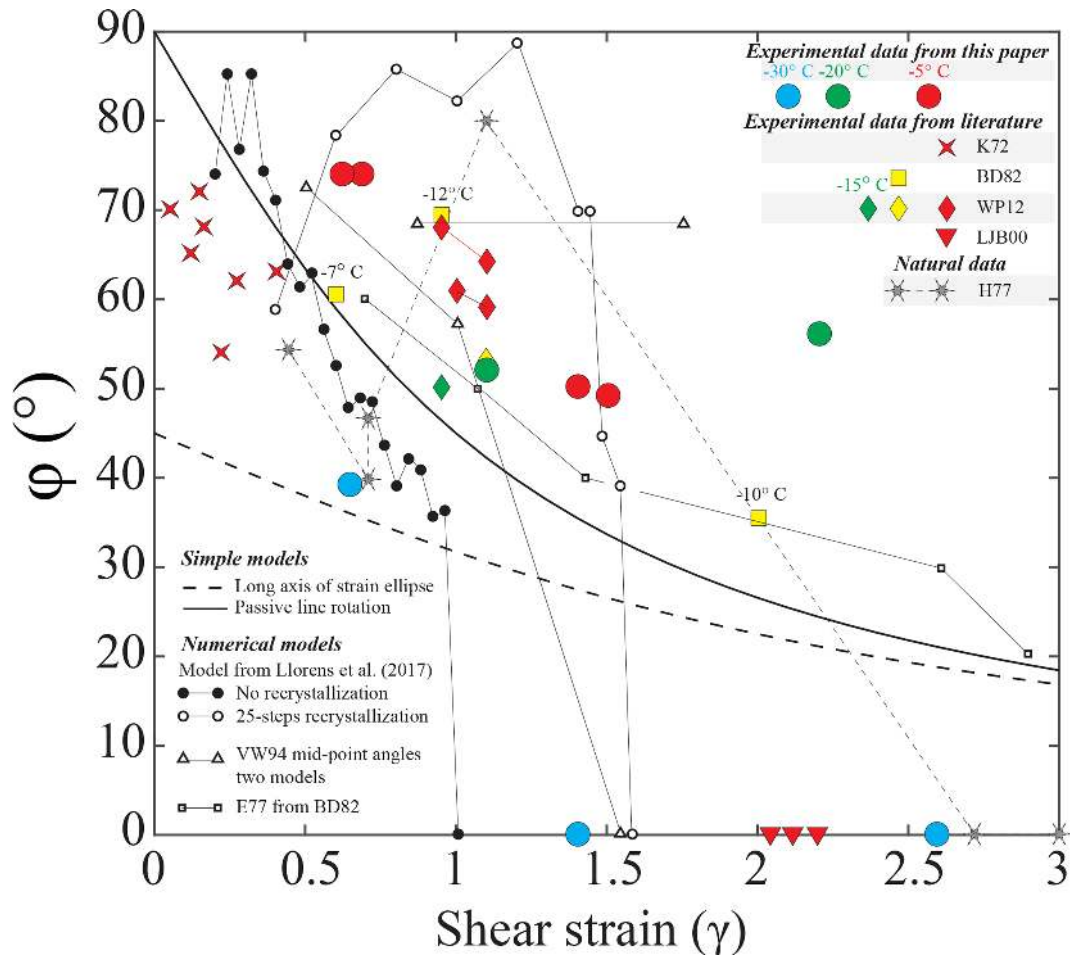 90
80
70
60
50
40
30
20
10
0
φ (°)
0
0.5
1
1.5
2
2.5
3
Shear strain (γ)
Experimental data from this paper
-30° C -20° C -5° C
Experimental data from literature
K72
BD82
-15° C
WP12
LJB00
Natural data
H77
-12° C
-7° C
-10° C
Simple models
Long axis of strain ellipse
Passive line rotation
Numerical models
Model from Llorens et al. (2017)
No recrystallization
25-steps recrystallization
VW94 mid-point angles
two models
E77 from BD82